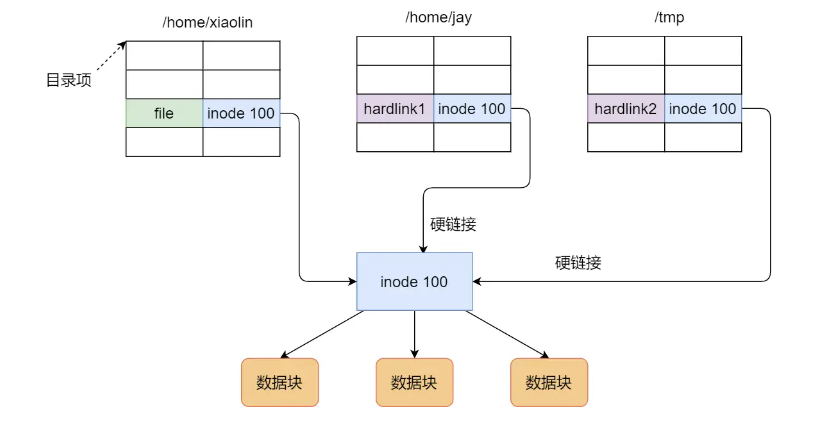 /home/xiaolin
/home/jay
/tmp
目录项
file
inode 100
hardlink1
inode 100
hardlink2
inode 100
硬链接
硬链接
inode 100
数据块
数据块
数据块